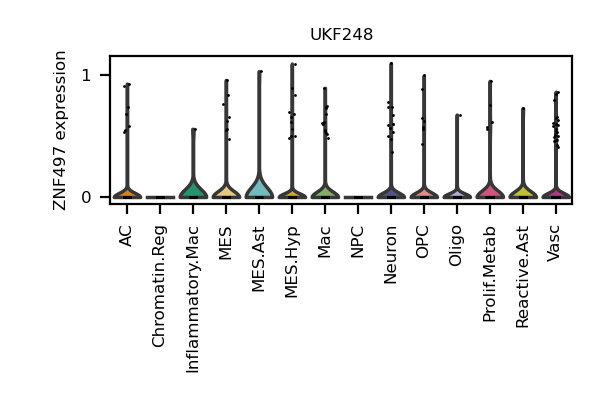 UKF248
ZNF497 expression
1
0
AC
Chromatin.Reg
Inflammatory.Mac
MES
MES.Ast
MES.Hyp
Mac
NPC
Neuron
OPC
Oligo
Prolif.Metab
Reactive.Ast
Vasc